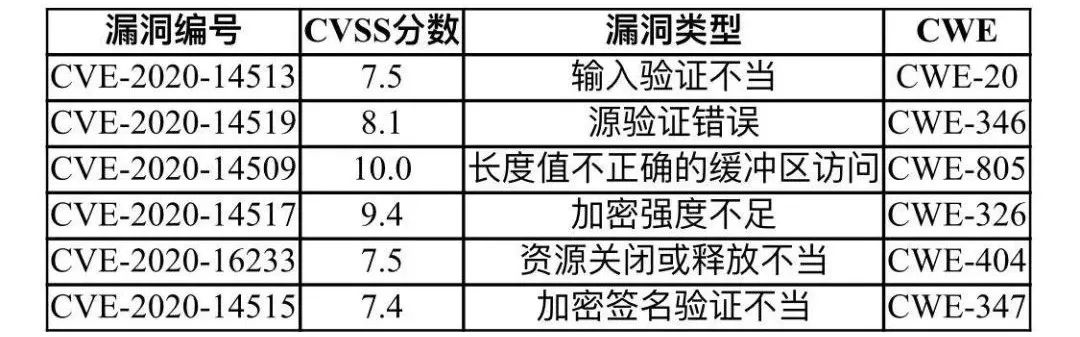 漏洞编号 CVSS分数 漏洞类型 CWE
CVE-2020-14513 7.5 输入验证不当 CWE-20
CVE-2020-14519 8.1 源验证错误 CWE-346
CVE-2020-14509 10.0 长度值不正确的缓冲区访问 CWE-805
CVE-2020-14517 9.4 加密强度不足 CWE-326
CVE-2020-16233 7.5 资源关闭或释放不当 CWE-404
CVE-2020-14515 7.4 加密签名验证不当 CWE-347